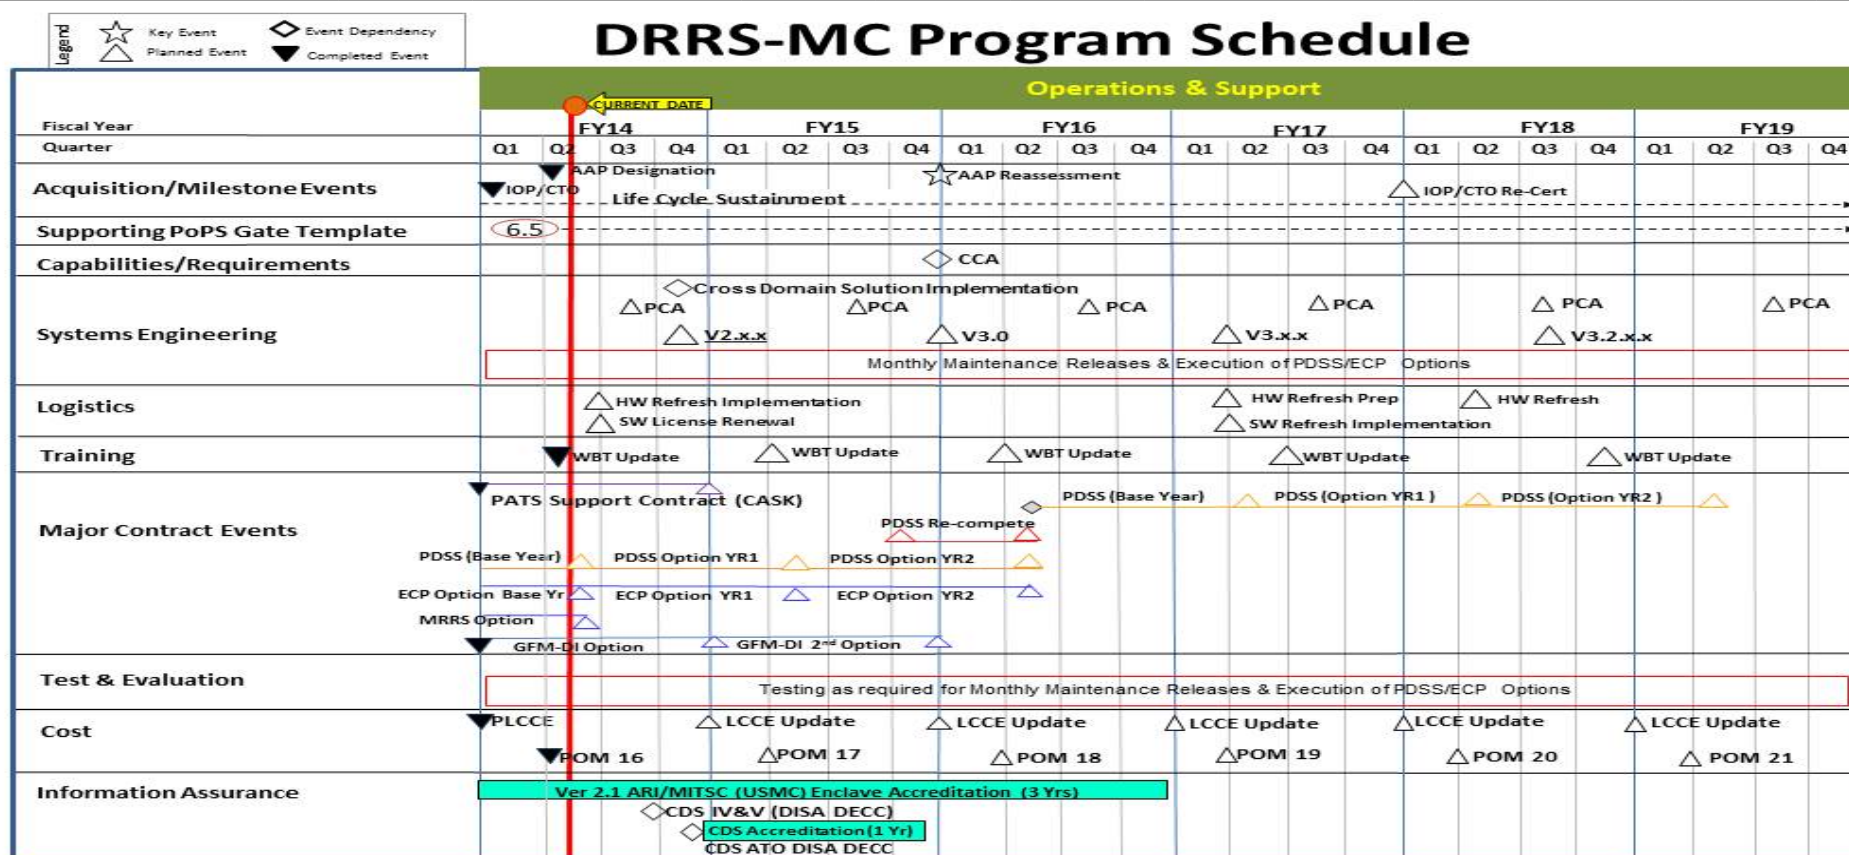 Legend
Key Event
Event Dependency
Planned Event
Completed Event
DRRS-MC Program Schedule
Operations & Support
CURRENT DATE
Fiscal Year
FY14 FY15 FY16 FY17 FY18 FY19
Quarter
Q1 Q2 Q3 Q4 Q1 Q2 Q3 Q4 Q1 Q2 Q3 Q4 Q1 Q2 Q3 Q4 Q1 Q2 Q3 Q4 Q1 Q2 Q3 Q4
Acquisition/Milestone Events
AAP Designation
AAP Reassessment
IOP/CTO
IOP/CTO Re-Cert
Life Cycle Sustainment
Supporting PoPS Gate Template
6.5
Capabilities/Requirements
CCA
Systems Engineering
Cross Domain Solution Implementation
PCA PCA PCA PCA PCA PCA
V2.x.x V3.0 V3.x.x V3.2.x.x
Monthly Maintenance Releases & Execution of PDSS/ECP Options
Logistics
HW Refresh Implementation HW Refresh Prep HW Refresh
SW License Renewal SW Refresh Implementation
Training
WBT Update WBT Update WBT Update WBT Update WBT Update
Major Contract Events
PATS Support Contract (CASK)
PDSS (Base Year) PDSS (Option YR1 ) PDSS (Option YR2 )
PDSS Re-compete
PDSS (Base Year) PDSS Option YR1 PDSS Option YR2
ECP Option Base Yr ECP Option YR1 ECP Option YR2
MRRS Option
GFM-DI Option GFM-DI 2nd Option
Test & Evaluation
Testing as required for Monthly Maintenance Releases & Execution of PDSS/ECP Options
Cost
PLCCE LCCE Update LCCE Update LCCE Update LCCE Update LCCE Update
POM 16 POM 17 POM 18 POM 19 POM 20 POM 21
Information Assurance
Ver 2.1 ARI/MITSC (USMC) Enclave Accreditation (3 Yrs)
CDS IV&V (DISA DECC)
CDS Accreditation (1 Yr)
CDS ATO DISA DECC